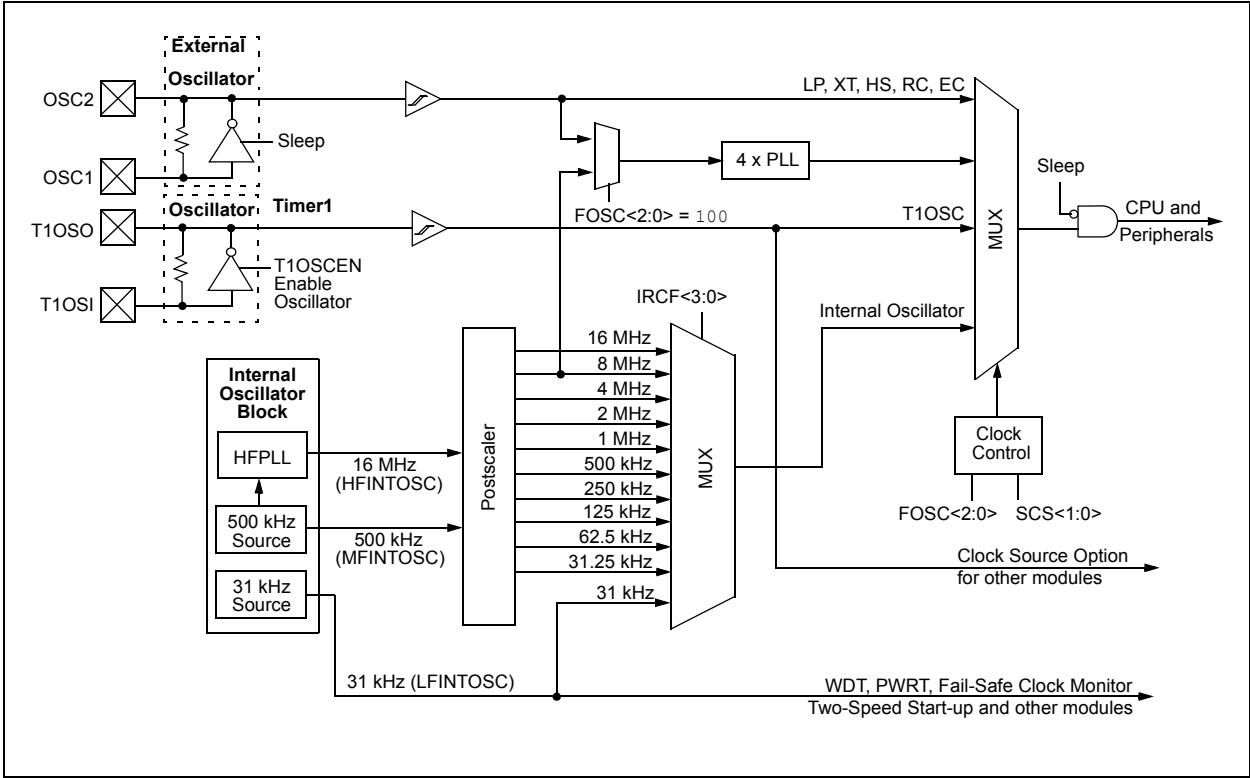 External
Oscillator
OSC2
Sleep
OSC1
LP, XT, HS, RC, EC
4 x PLL
FOSC<2:0> = 100
Sleep
CPU and
Peripherals
MUX
Oscillator
Timer1
T1OSO
T1OSC
T1OSCEN
Enable
Oscillator
T1OSI
IRCF<3:0>
Internal Oscillator
Internal
Oscillator
Block
HFPLL
500 kHz
Source
31 kHz
Source
16 MHz
(HFINTOSC)
500 kHz
(MFINTOSC)
Postscaler
16 MHz
8 MHz
4 MHz
2 MHz
1 MHz
500 kHz
250 kHz
125 kHz
62.5 kHz
31.25 kHz
31 kHz
MUX
Clock
Control
FOSC<2:0>
SCS<1:0>
Clock Source Option
for other modules
31 kHz (LFINTOSC)
WDT, PWRT, Fail-Safe Clock Monitor
Two-Speed Start-up and other modules